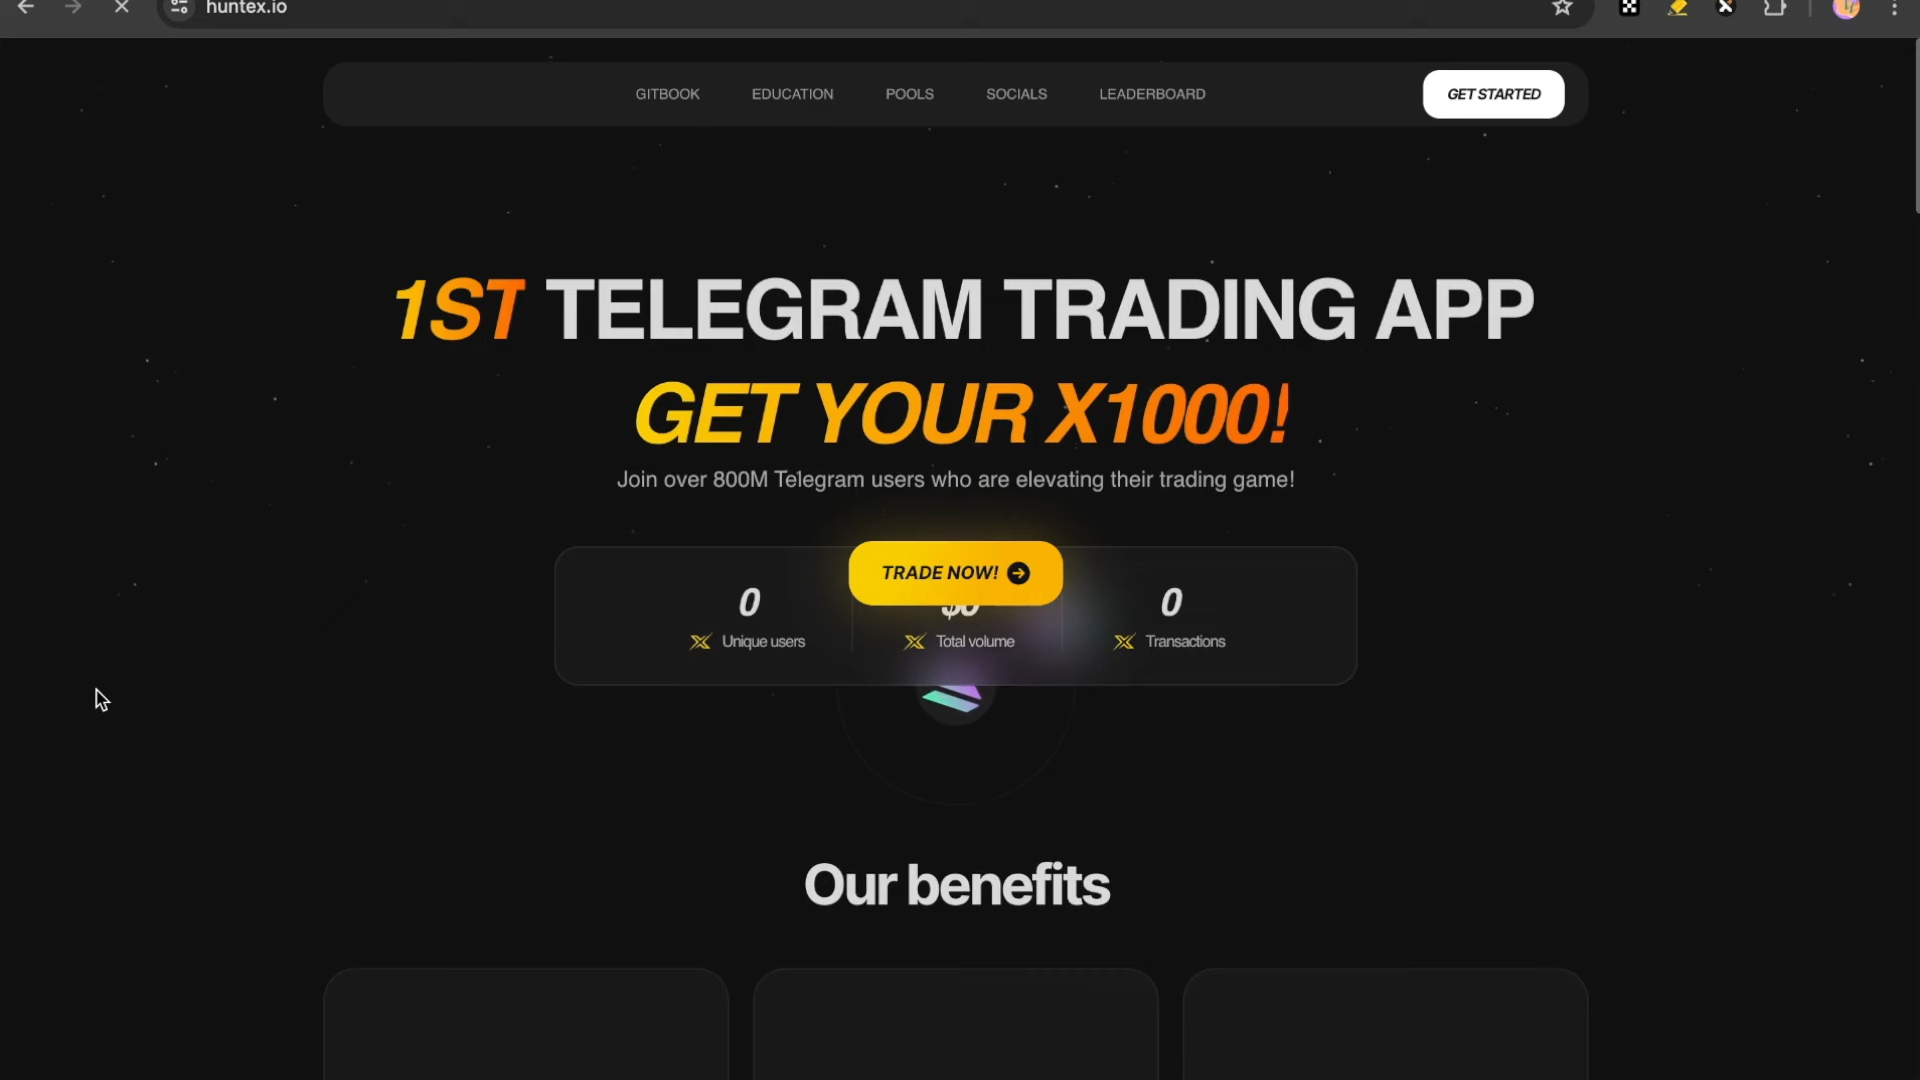 huntex.io
GITBOOK EDUCATION POOLS SOCIALS LEADERBOARD GET STARTED
1ST TELEGRAM TRADING APP
GET YOUR X1000!
Join over 800M Telegram users who are elevating their trading game!
TRADE NOW!
0 $0 0
Unique users Total volume Transactions
Our benefits